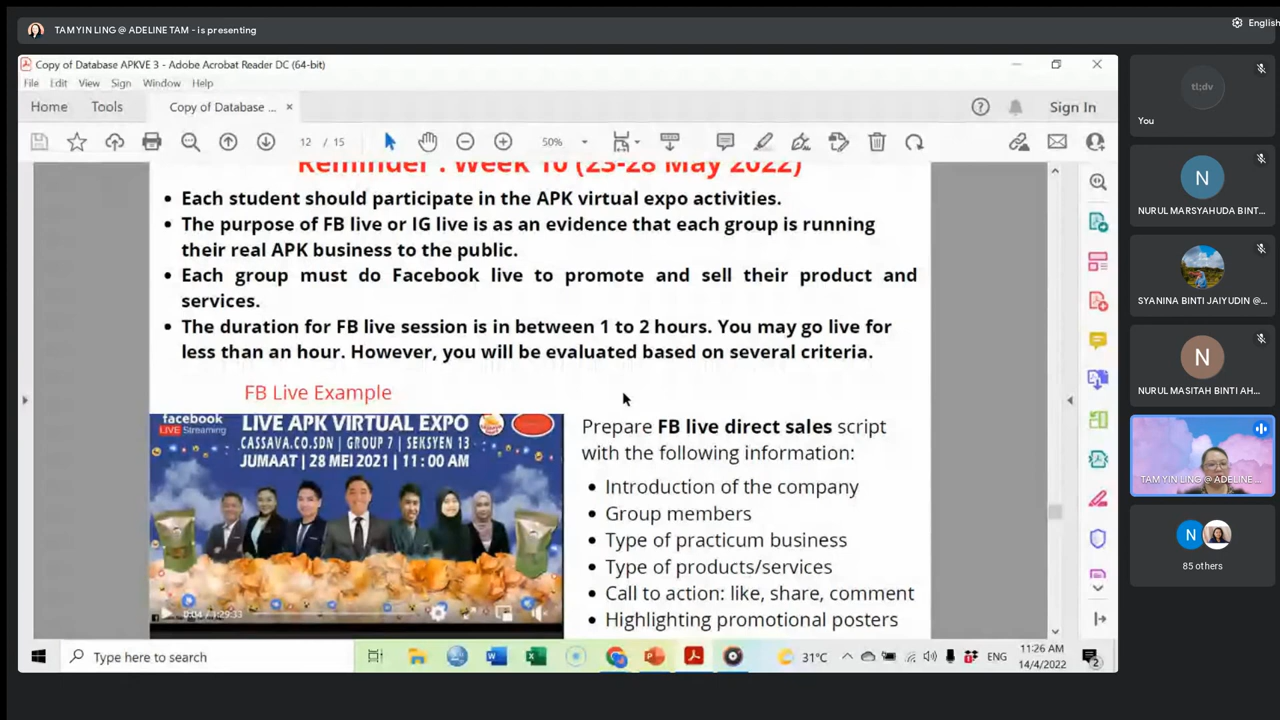 TAM YIN LING @ ADELINE TAM - is presenting
English
Copy of Database APKVE 3 - Adobe Acrobat Reader DC (64-bit)
File Edit View Sign Window Help
Home Tools Copy of Database ... × Sign In
12 / 15 50%
Reminder : Week 10 (23-28 May 2022)
• Each student should participate in the APK virtual expo activities.
• The purpose of FB live or IG live is as an evidence that each group is running
their real APK business to the public.
• Each group must do Facebook live to promote and sell their product and
services.
• The duration for FB live session is in between 1 to 2 hours. You may go live for
less than an hour. However, you will be evaluated based on several criteria.
FB Live Example
facebook
LIVE Streaming
LIVE APK VIRTUAL EXPO
CASSAVA.CO.SDN | GROUP 7 | SEKSYEN 13
JUMAAT | 28 MEI 2021 | 11:00 AM
0:04 / 1:29:33
Prepare FB live direct sales script
with the following information:
• Introduction of the company
• Group members
• Type of practicum business
• Type of products/services
• Call to action: like, share, comment
• Highlighting promotional posters
Type here to search
31°C
ENG
11:26 AM
14/4/2022
2
tl;dv
You
N
NURUL MARSYAHUDA BINT...
SYANINA BINTI JAIYUDIN @...
N
NURUL MASITAH BINTI AH...
TAM YIN LING @ ADELINE ...
N
85 others